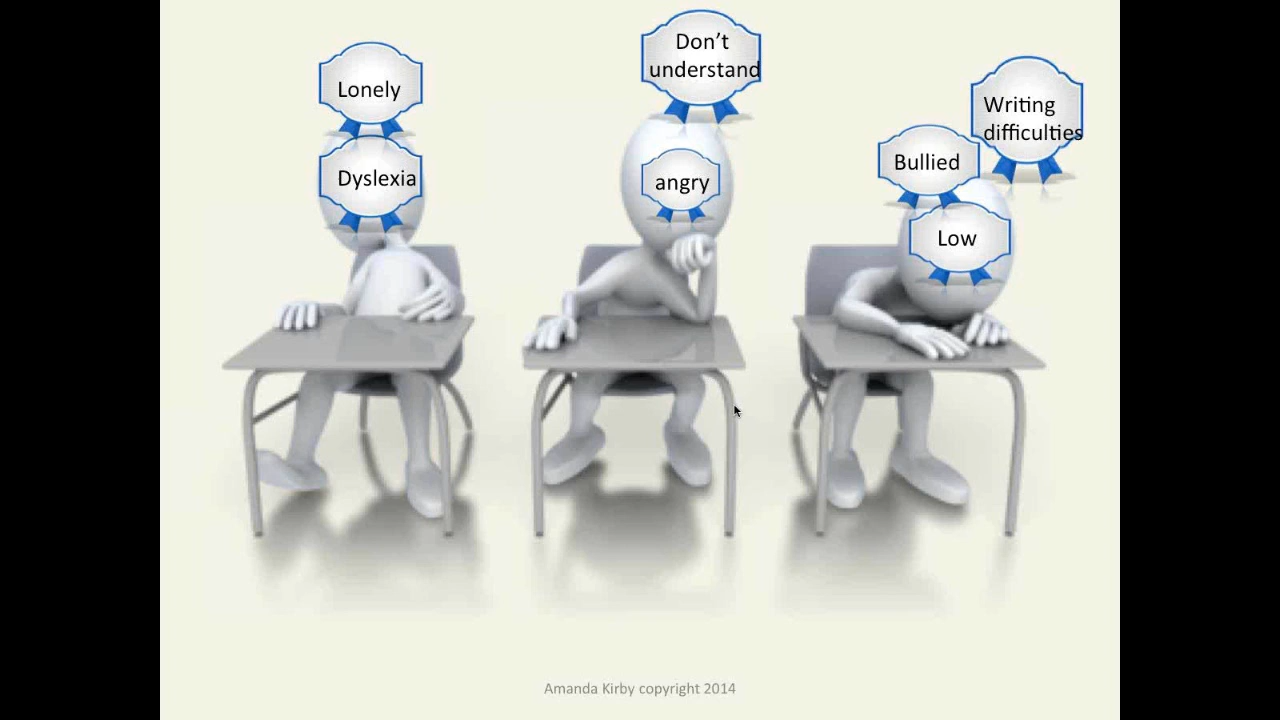 Lonely
Dyslexia
Don’t
understand
angry
Writing
difficulties
Bullied
Low
Amanda Kirby copyright 2014